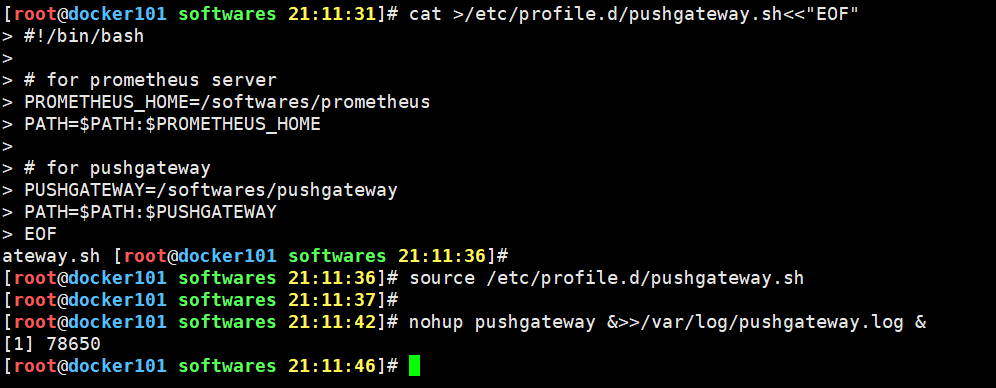 [root@docker101 softwares 21:11:31]# cat >/etc/profile.d/pushgateway.sh<<"EOF"
> #!/bin/bash
>
> # for prometheus server
> PROMETHEUS_HOME=/softwares/prometheus
> PATH=$PATH:$PROMETHEUS_HOME
>
> # for pushgateway
> PUSHGATEWAY=/softwares/pushgateway
> PATH=$PATH:$PUSHGATEWAY
> EOF
ateway.sh [root@docker101 softwares 21:11:36]#
[root@docker101 softwares 21:11:36]# source /etc/profile.d/pushgateway.sh
[root@docker101 softwares 21:11:37]#
[root@docker101 softwares 21:11:42]# nohup pushgateway &>>/var/log/pushgateway.log &
[1] 78650
[root@docker101 softwares 21:11:46]#